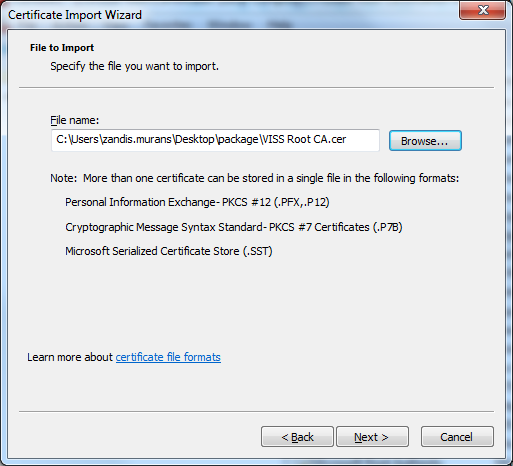 Certificate Import Wizard
File to Import
Specify the file you want to import.
File name:
C:\Users\zandis.murans\Desktop\package\VISS Root CA.cer
Browse...
Note: More than one certificate can be stored in a single file in the following formats:
Personal Information Exchange- PKCS #12 (.PFX,.P12)
Cryptographic Message Syntax Standard- PKCS #7 Certificates (.P7B)
Microsoft Serialized Certificate Store (.SST)
Learn more about certificate file formats
< Back
Next >
Cancel